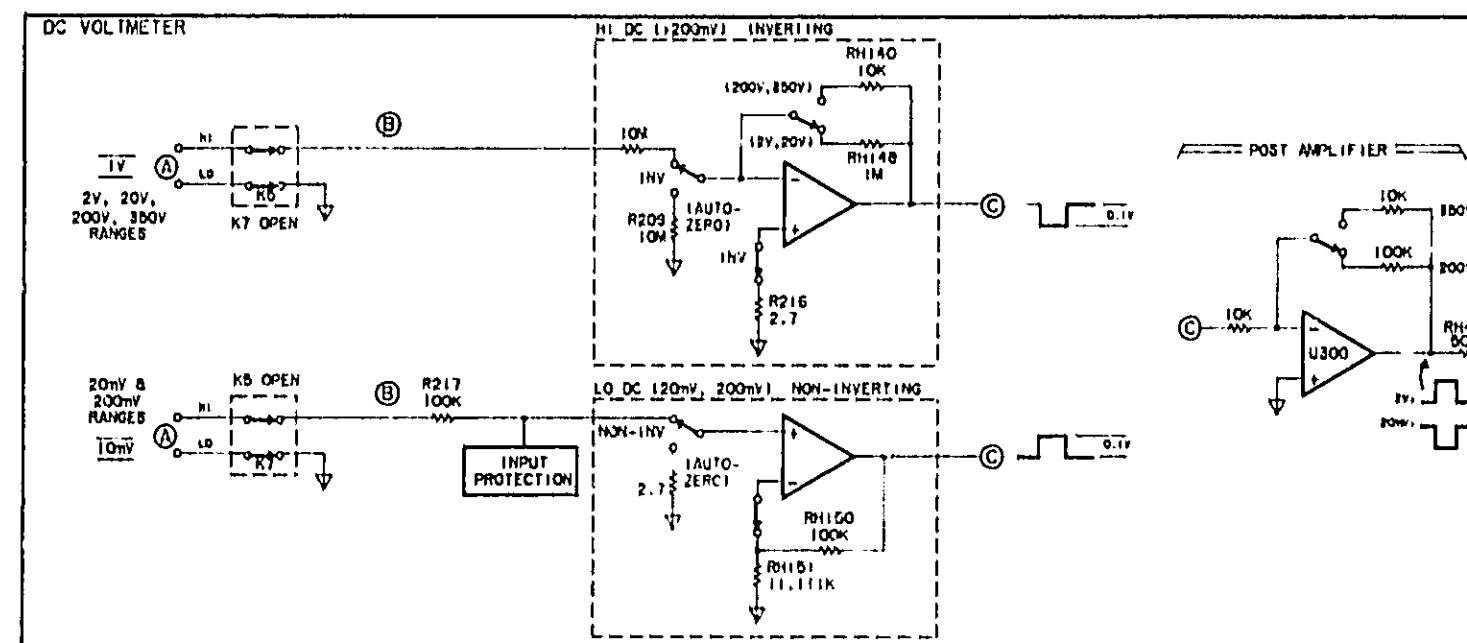 DC VOLTMETER
HI DC (>200mV) INVERTING
RH140
10K
(200V,350V)
(2V,20V)
RH148
1M
10M
INV
R209
10M
(AUTO-
ZERO)
INV
R216
2.7
HI
LO
A
B
K6
K7 OPEN
1V
2V, 20V,
200V, 350V
RANGES
C
0.1V
POST AMPLIFIER
10K
100K
C
10K
U300
20mV &
200mV
RANGES
10mV
HI
LO
A
K6 OPEN
K7
B
R217
100K
INPUT
PROTECTION
LO DC (20mV, 200mV) NON-INVERTING
NON-INV
2.7
(AUTO-
ZERO)
RH150
100K
RH151
11.111K
C
0.1V